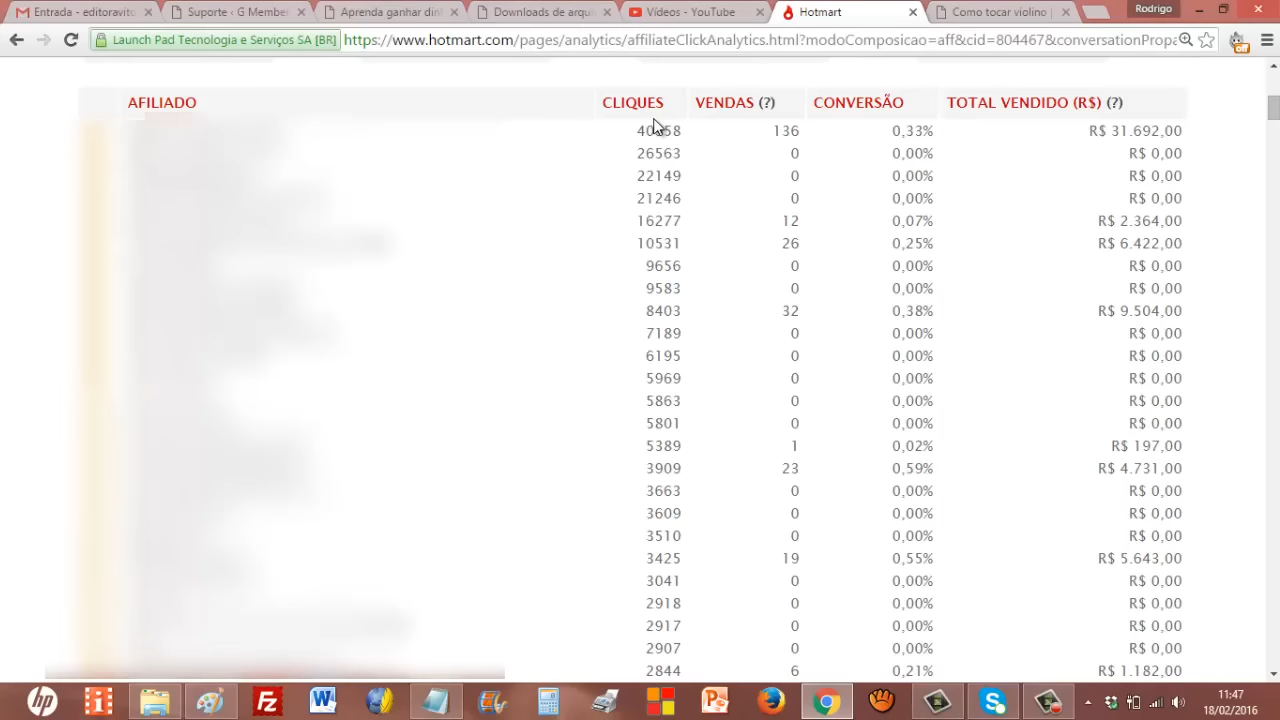 Entrada - editoravito
Suporte ‹ G Membe
Aprenda ganhar din
Downloads de arqui
Vídeos - YouTube
Hotmart
Como tocar violino |
Rodrigo
Launch Pad Tecnologia e Serviços SA [BR] https://www.hotmart.com/pages/analytics/affiliateClickAnalytics.html?modoComposicao=aff&cid=804467&conversationPropa
AFILIADO CLIQUES VENDAS (?) CONVERSÃO TOTAL VENDIDO (R$) (?)
136 0,33% R$ 31.692,00
26563 0 0,00% R$ 0,00
22149 0 0,00% R$ 0,00
21246 0 0,00% R$ 0,00
16277 12 0,07% R$ 2.364,00
10531 26 0,25% R$ 6.422,00
9656 0 0,00% R$ 0,00
9583 0 0,00% R$ 0,00
8403 32 0,38% R$ 9.504,00
7189 0 0,00% R$ 0,00
6195 0 0,00% R$ 0,00
5969 0 0,00% R$ 0,00
5863 0 0,00% R$ 0,00
5801 0 0,00% R$ 0,00
5389 1 0,02% R$ 197,00
3909 23 0,59% R$ 4.731,00
3663 0 0,00% R$ 0,00
3609 0 0,00% R$ 0,00
3510 0 0,00% R$ 0,00
3425 19 0,55% R$ 5.643,00
3041 0 0,00% R$ 0,00
2918 0 0,00% R$ 0,00
2917 0 0,00% R$ 0,00
2907 0 0,00% R$ 0,00
2844 6 0,21% R$ 1.182,00
11:47
18/02/2016